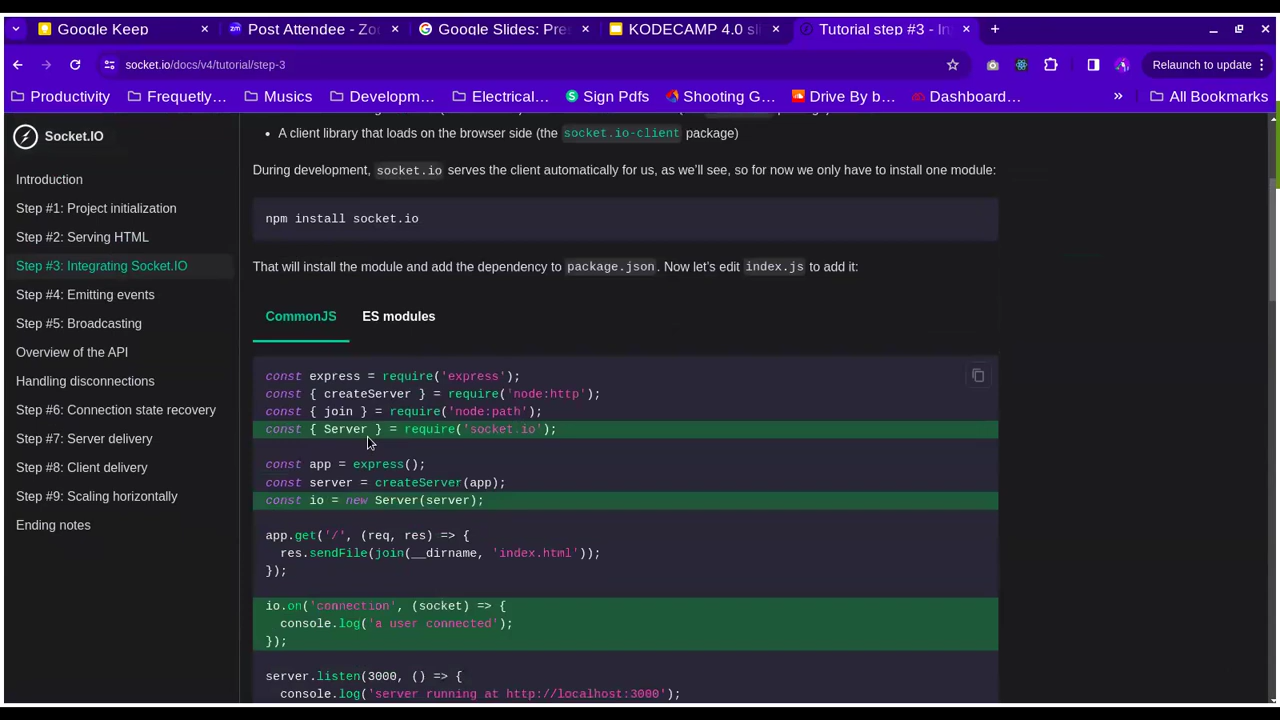 Google Keep
Post Attendee - Zo
Google Slides: Pre
KODECAMP 4.0 sli
Tutorial step #3 - In
socket.io/docs/v4/tutorial/step-3
Relaunch to update
Productivity
Frequetly…
Musics
Developm…
Electrical…
Sign Pdfs
Shooting G…
Drive By b…
Dashboard…
»
All Bookmarks
Socket.IO
Introduction
Step #1: Project initialization
Step #2: Serving HTML
Step #3: Integrating Socket.IO
Step #4: Emitting events
Step #5: Broadcasting
Overview of the API
Handling disconnections
Step #6: Connection state recovery
Step #7: Server delivery
Step #8: Client delivery
Step #9: Scaling horizontally
Ending notes
• A client library that loads on the browser side (the socket.io-client package)
During development, socket.io serves the client automatically for us, as we'll see, so for now we only have to install one module:
npm install socket.io
That will install the module and add the dependency to package.json. Now let's edit index.js to add it:
CommonJS
ES modules
const express = require('express');
const { createServer } = require('node:http');
const { join } = require('node:path');
const { Server } = require('socket.io');
const app = express();
const server = createServer(app);
const io = new Server(server);
app.get('/', (req, res) => {
res.sendFile(join(__dirname, 'index.html'));
});
io.on('connection', (socket) => {
console.log('a user connected');
});
server.listen(3000, () => {
console.log('server running at http://localhost:3000');